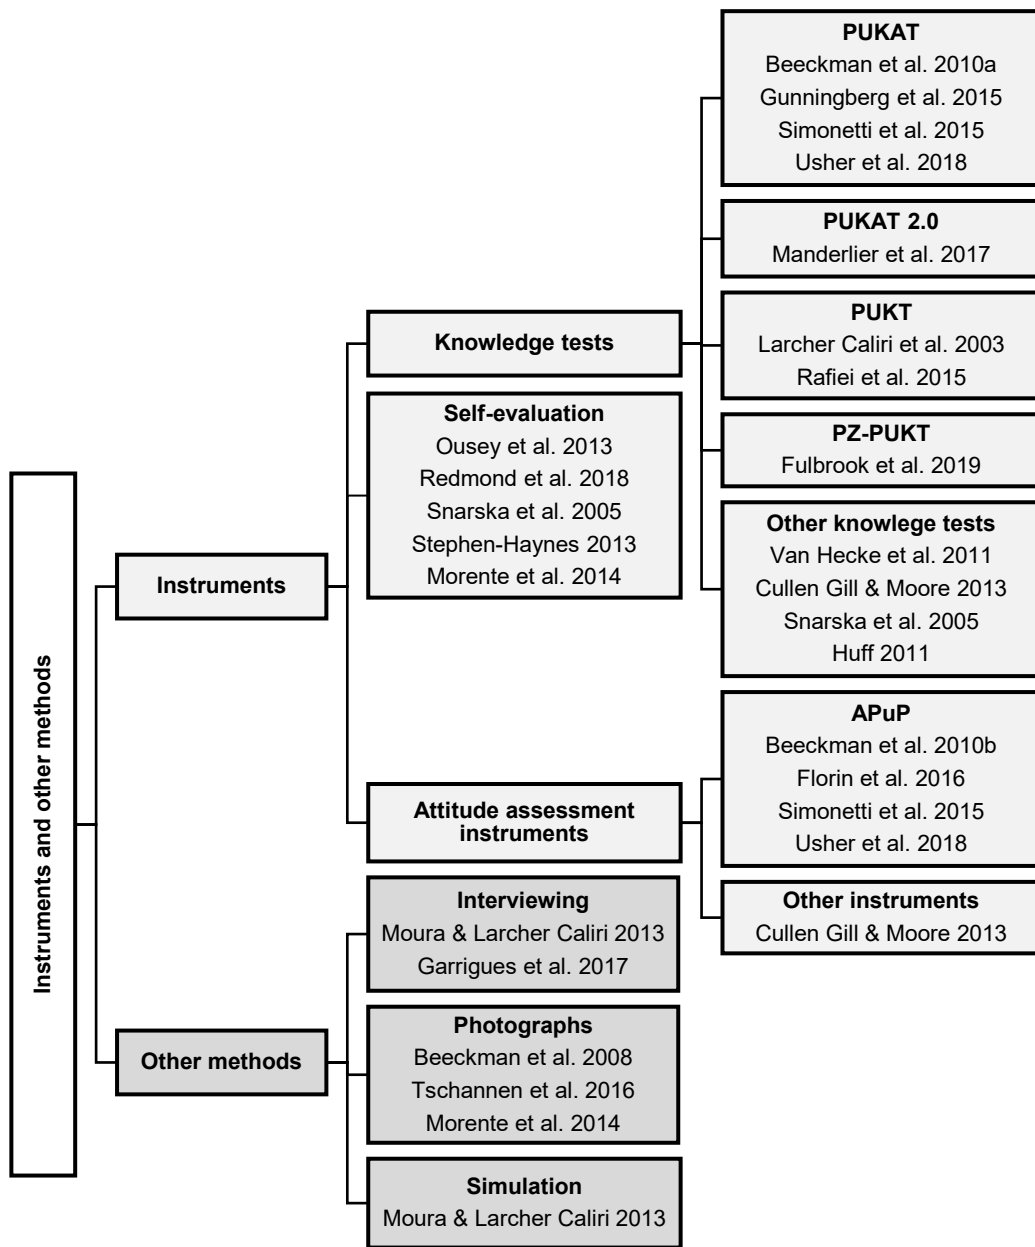 Instruments and other methods
Instruments
Knowledge tests
PUKAT
Beeckman et al. 2010a
Gunningberg et al. 2015
Simonetti et al. 2015
Usher et al. 2018
PUKAT 2.0
Manderlier et al. 2017
PUKT
Larcher Caliri et al. 2003
Rafiei et al. 2015
PZ-PUKT
Fulbrook et al. 2019
Other knowlege tests
Van Hecke et al. 2011
Cullen Gill & Moore 2013
Snarska et al. 2005
Huff 2011
Self-evaluation
Ousey et al. 2013
Redmond et al. 2018
Snarska et al. 2005
Stephen-Haynes 2013
Morente et al. 2014
Attitude assessment
instruments
APuP
Beeckman et al. 2010b
Florin et al. 2016
Simonetti et al. 2015
Usher et al. 2018
Other instruments
Cullen Gill & Moore 2013
Other methods
Interviewing
Moura & Larcher Caliri 2013
Garrigues et al. 2017
Photographs
Beeckman et al. 2008
Tschannen et al. 2016
Morente et al. 2014
Simulation
Moura & Larcher Caliri 2013